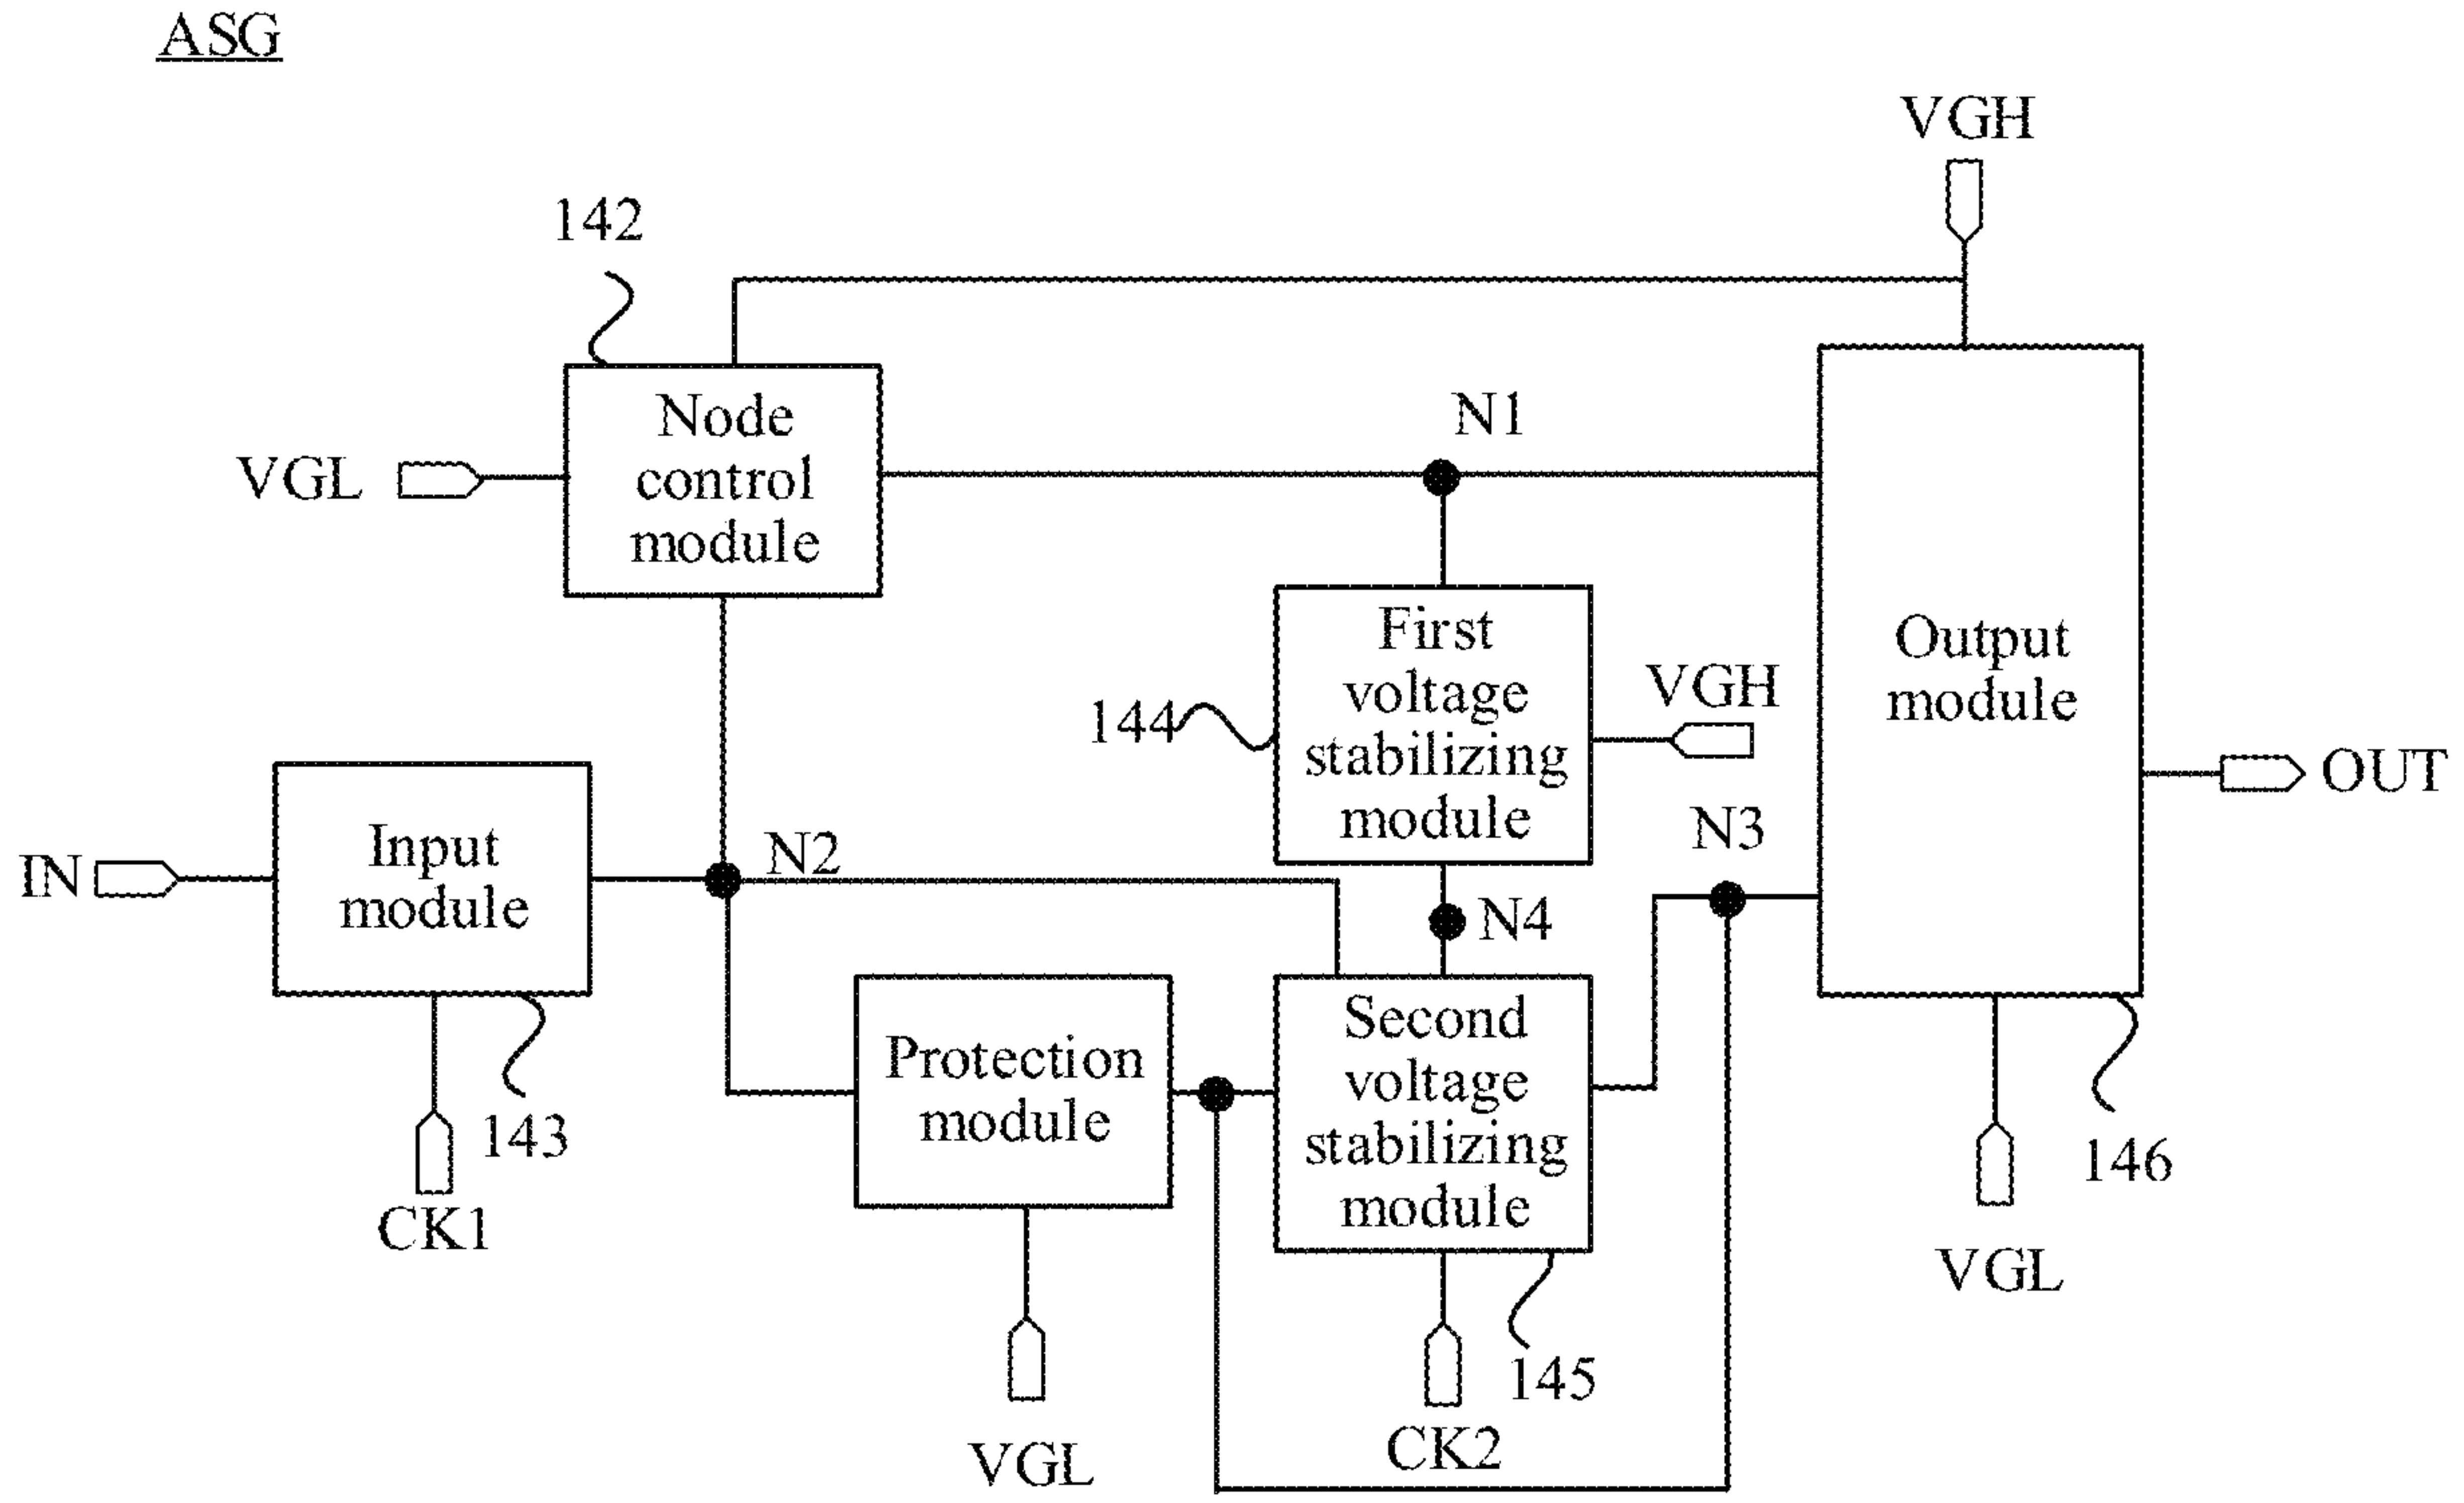 ASG
VGH
142
Node
control
module
VGL
N1
First
voltage
stabilizing
module
144
VGH
Output
module
OUT
N3
Input
module
IN
N2
N4
Protection
module
Second
voltage
stabilizing
module
143
CK1
146
VGL
145
CK2
VGL